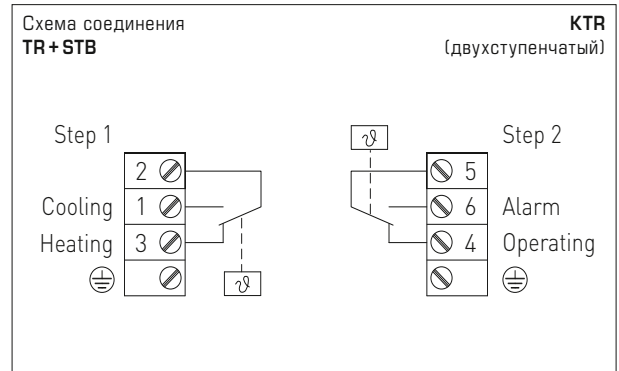 Схема соединения
TR+STB
KTR
(двухступенчатый)
Step 1
2
Cooling 1
Heating 3
ϑ
ϑ
Step 2
5
6 Alarm
4 Operating